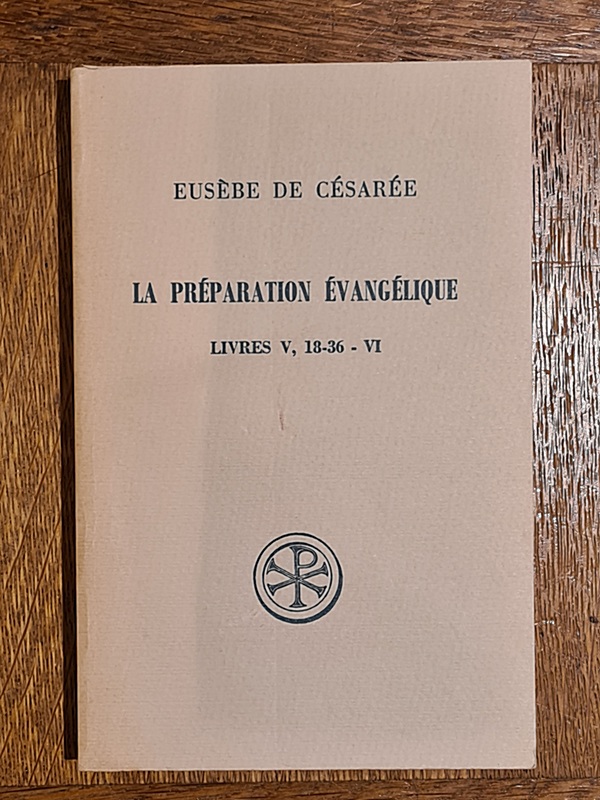 EUSÈBE DE CÉSARÉE
LA PRÉPARATION ÉVANGÉLIQUE
LIVRES V, 18-36 - VI